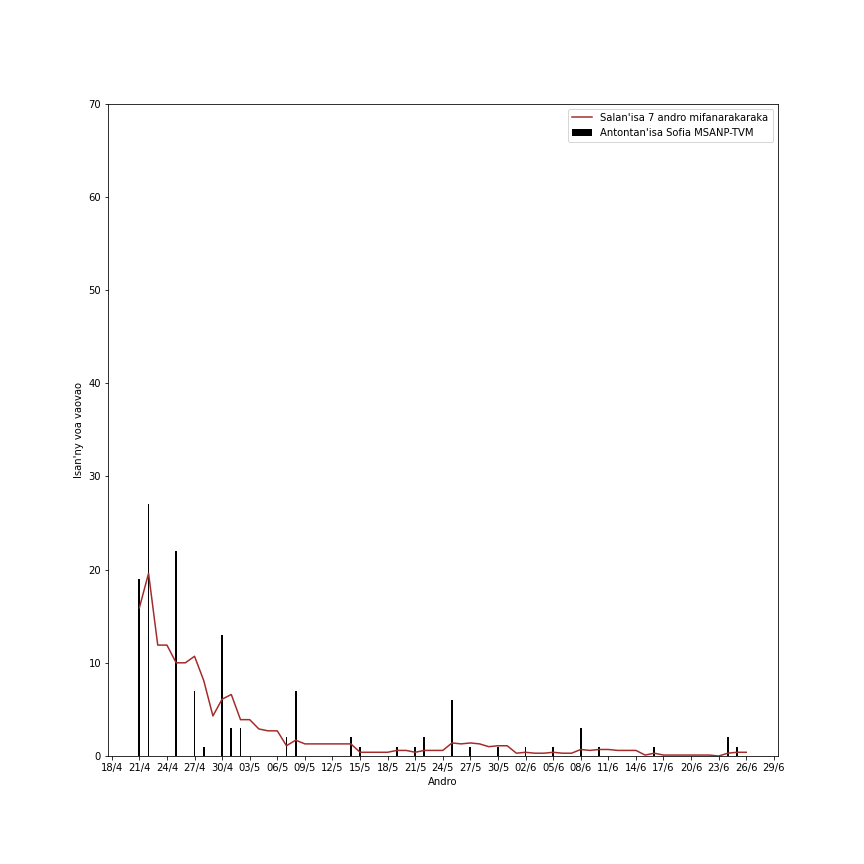 70
60
50
40
30
20
10
0
Isan'ny voa vaovao
Salan'isa 7 andro mifanarakaraka
Antontan'isa Sofia MSANP-TVM
18/4 21/4 24/4 27/4 30/4 03/5 06/5 09/5 12/5 15/5 18/5 21/5 24/5 27/5 30/5 02/6 05/6 08/6 11/6 14/6 17/6 20/6 23/6 26/6 29/6
Andro